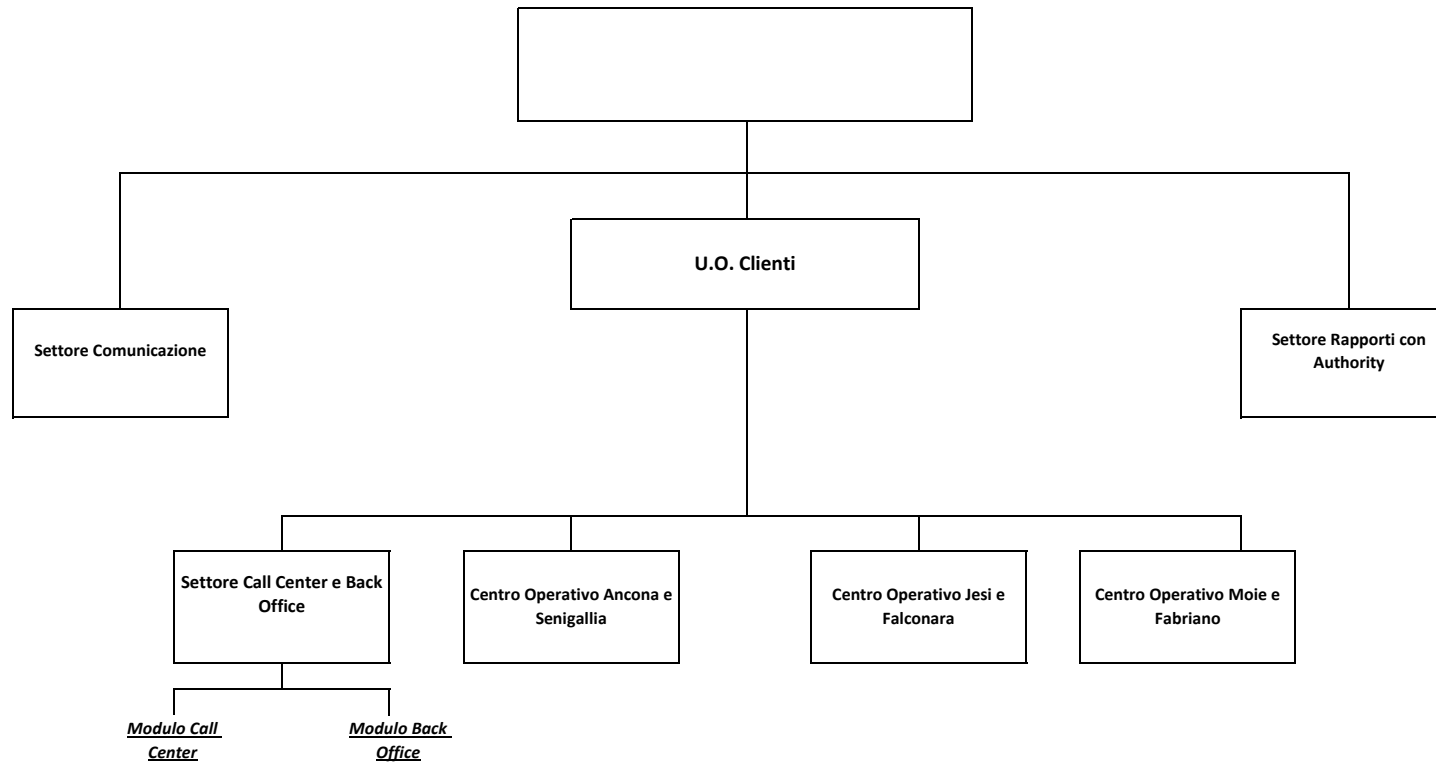 U.O. Clienti
Settore Comunicazione
Settore Rapporti con
Authority
Settore Call Center e Back
Office
Centro Operativo Ancona e
Senigallia
Centro Operativo Jesi e
Falconara
Centro Operativo Moie e
Fabriano
Modulo Call
Center
Modulo Back
Office